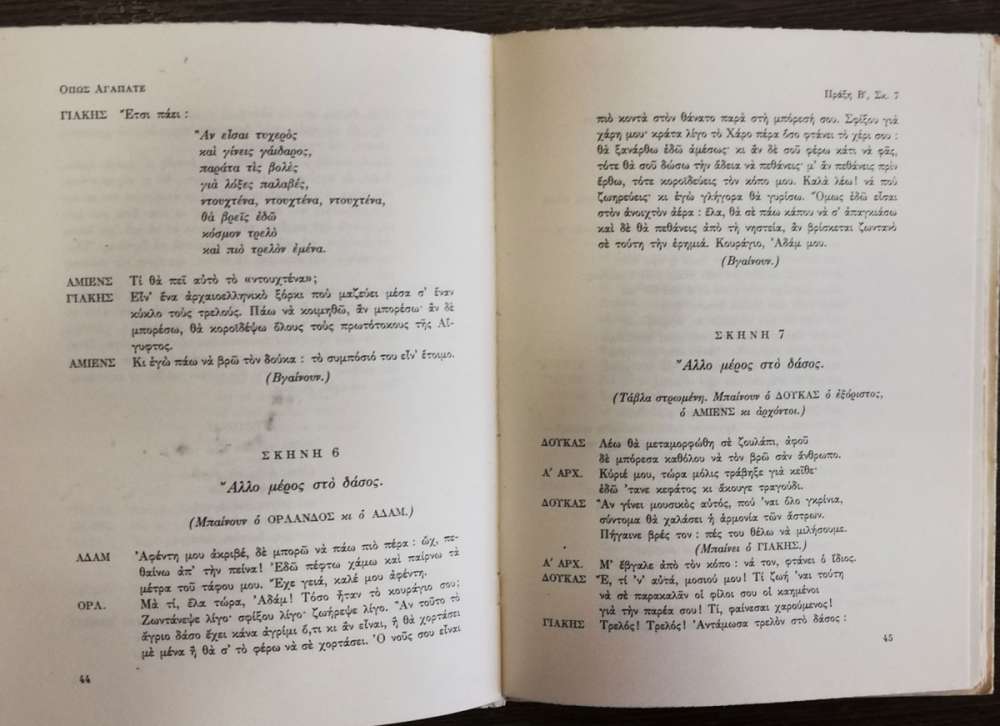 ΟΠΩΣ ΑΓΑΠΑΤΕ
ΓΙΑΚΗΣ Ἔτσι πάει :
Ἂν εἶσαι τυχερὸς
καὶ γίνεις γάιδαρος,
παράτα τὶς βολὲς
γιὰ λόξες παλαβές,
ντουχτένα, ντουχτένα, ντουχτένα,
θὰ βρεῖς ἐδῶ
κόσμον τρελὸ
καὶ πιὸ τρελὸν ἐμένα.
ΑΜΙΕΝΣ Τί θὰ πεῖ αὐτὸ τὸ «ντουχτένα»;
ΓΙΑΚΗΣ Εἶν' ἕνα ἀρχαιοελληνικὸ ξόρκι ποὺ μαζεύει μέσα σ' ἕναν
κύκλο τοὺς τρελούς. Πάω νὰ κοιμηθῶ, ἂν μπορέσω· ἂν δὲ
μπορέσω, θὰ κοροϊδέψω ὅλους τοὺς πρωτότοκους τῆς Αἴ-
γυφτος.
ΑΜΙΕΝΣ Κι ἐγὼ πάω νὰ βρῶ τὸν δούκα : τὸ συμπόσιό του εἶν' ἕτοιμο.
(Βγαίνουν.)
ΣΚΗΝΗ 6
Ἄλλο μέρος στὸ δάσος.
(Μπαίνουν ὁ ΟΡΛΑΝΔΟΣ κι ὁ ΑΔΑΜ.)
ΑΔΑΜ Ἀφέντη μου ἀκριβέ, δὲ μπορῶ νὰ πάω πιὸ πέρα : ὤχ, πε-
θαίνω ἀπ' τὴν πείνα! Ἐδῶ πέφτω χάμω καὶ παίρνω τὰ
μέτρα τοῦ τάφου μου. Ἔχε γειά, καλέ μου ἀφέντη.
ΟΡΛ. Μὰ τί, ἔλα τώρα, Ἀδάμ! Τόσο ἦταν τὸ κουράγιο σου;
Ζωντάνεψε λίγο· σφίξου λίγο· ζωήρεψε λίγο. Ἂν τοῦτο τὸ
ἄγριο δάσο ἔχει κάνα ἀγρίμι ὅ,τι κι ἂν εἶναι, ἢ θὰ χορτάσει
μὲ μένα ἢ θὰ σ' τὸ φέρω νὰ σὲ χορτάσει. Ὁ νοῦς σου εἶναι
44
Πράξη Β', Σκ. 7
πιὸ κοντὰ στὸν θάνατο παρὰ στὴ μπόρεσή σου. Σφίξου γιὰ
χάρη μου· κράτα λίγο τὸ Χάρο πέρα ὅσο φτάνει τὸ χέρι σου :
θὰ ξανάρθω ἐδῶ ἀμέσως· κι ἂν δὲ σοῦ φέρω κάτι νὰ φᾶς,
τότε θὰ σοῦ δώσω τὴν ἄδεια νὰ πεθάνεις· μ' ἂν πεθάνεις πρὶν
ἔρθω, τότε κοροϊδεύεις τὸν κόπο μου. Καλὰ λέω! νὰ ποὺ
ζωηρεύεις· κι ἐγὼ γλήγορα θὰ γυρίσω. Ὅμως ἐδῶ εἶσαι
στὸν ἀνοιχτὸν ἀέρα : ἔλα, θὰ σὲ πάω κάπου νὰ σ' ἀπαγκιάσω
καὶ δὲ θὰ πεθάνεις ἀπὸ τὴ νηστεία, ἂν βρίσκεται ζωντανὸ
σὲ τούτη τὴν ἐρημιά. Κουράγιο, Ἀδάμ μου.
(Βγαίνουν.)
ΣΚΗΝΗ 7
Ἄλλο μέρος στὸ δάσος.
(Τάβλα στρωμένη. Μπαίνουν ὁ ΔΟΥΚΑΣ ὁ ἐξόριστος,
ὁ ΑΜΙΕΝΣ κι ἀρχόντοι.)
ΔΟΥΚΑΣ Λέω θὰ μεταμορφώθη σὲ ζουλάπι, ἀφοῦ
δὲ μπόρεσα καθόλου νὰ τὸν βρῶ σὰν ἄνθρωπο.
Α' ΑΡΧ. Κύριέ μου, τώρα μόλις τράβηξε γιὰ κεῖθε·
ἐδῶ 'τανε κεφάτος κι ἄκουγε τραγούδι.
ΔΟΥΚΑΣ Ἂν γίνει μουσικὸς αὐτός, πού 'ναι ὅλο γκρίνια,
σύντομα θὰ χαλάσει ἡ ἁρμονία τῶν ἄστρων.
Πήγαινε βρές τον : πές του θέλω νὰ μιλήσουμε.
(Μπαίνει ὁ ΓΙΑΚΗΣ.)
Α' ΑΡΧ. Μ' ἔβγαλε ἀπὸ τὸν κόπο : νά τον, φτάνει ὁ ἴδιος.
ΔΟΥΚΑΣ Ἔ, τί 'ν' αὐτά, μοσιού μου! Τί ζωή 'ναι τούτη
νὰ σὲ παρακαλᾶν οἱ φίλοι σου οἱ καημένοι
γιὰ τὴν παρέα σου! Τί, φαίνεσαι χαρούμενος!
ΓΙΑΚΗΣ Τρελός! Τρελός! Ἀντάμωσα τρελὸν στὸ δάσος :
45